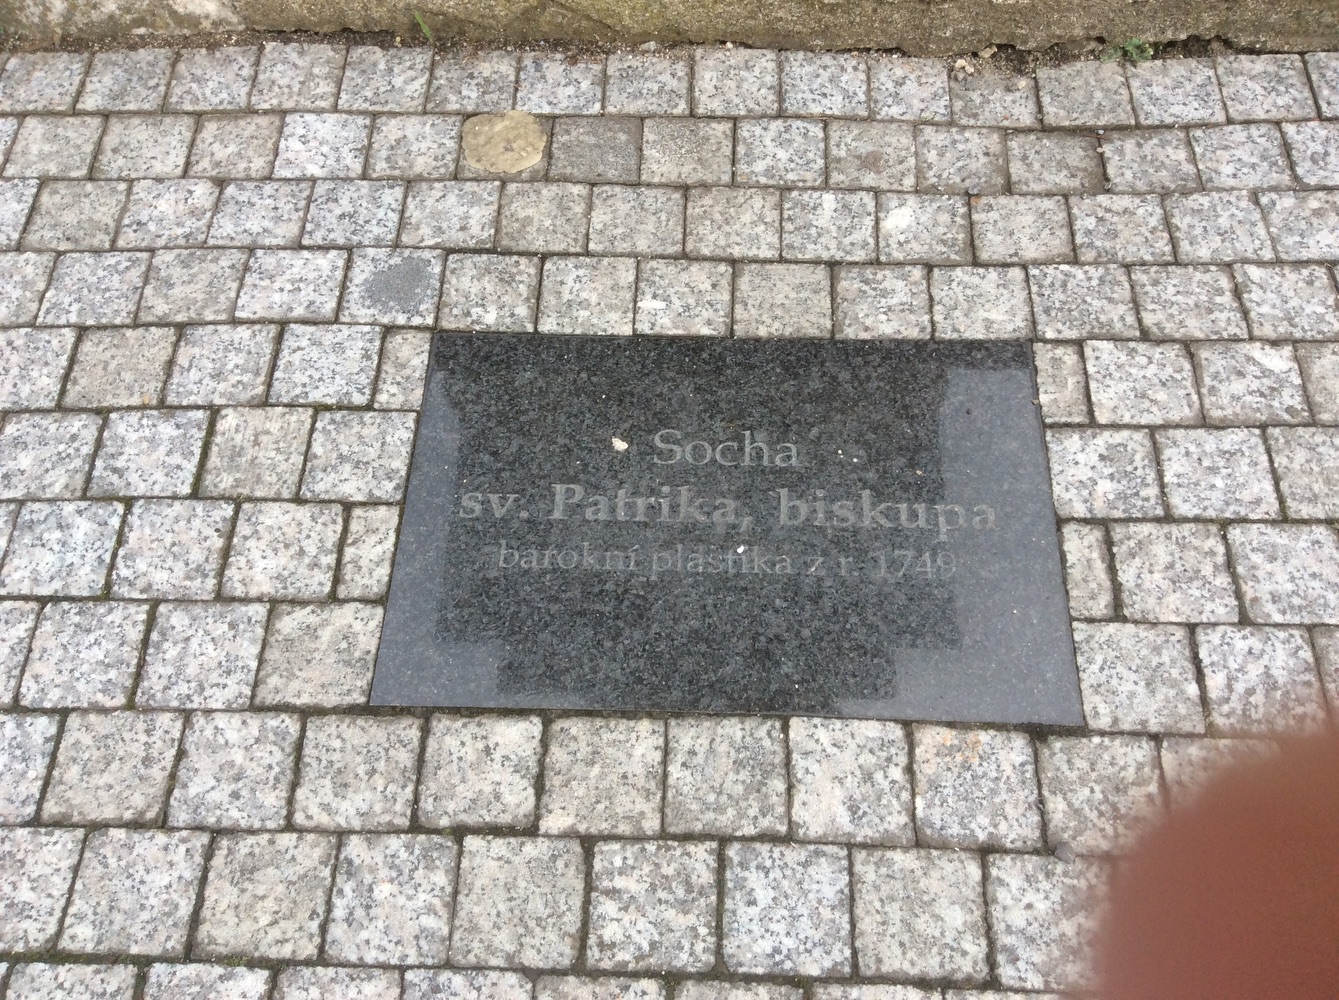 Socha
sv. Patrika, biskupa
barokní plastika z r. 1749